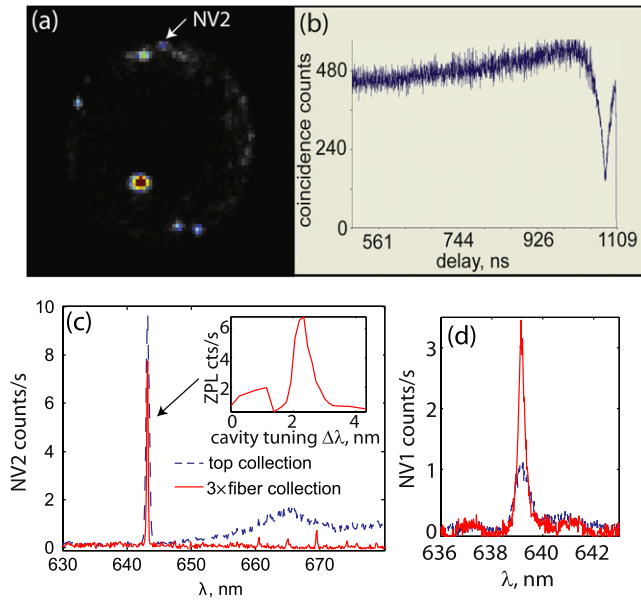 (a)
NV2
(b)
coincidence counts
480
240
0
561
744
926
1109
delay, ns
(c)
NV2 counts/s
10
8
6
4
2
0
630
640
650
660
670
λ, nm
ZPL cts/s
6
4
2
0
2
4
cavity tuning Δλ, nm
top collection
3×fiber collection
(d)
NV1 counts/s
3
2
1
0
636
638
640
642
λ, nm